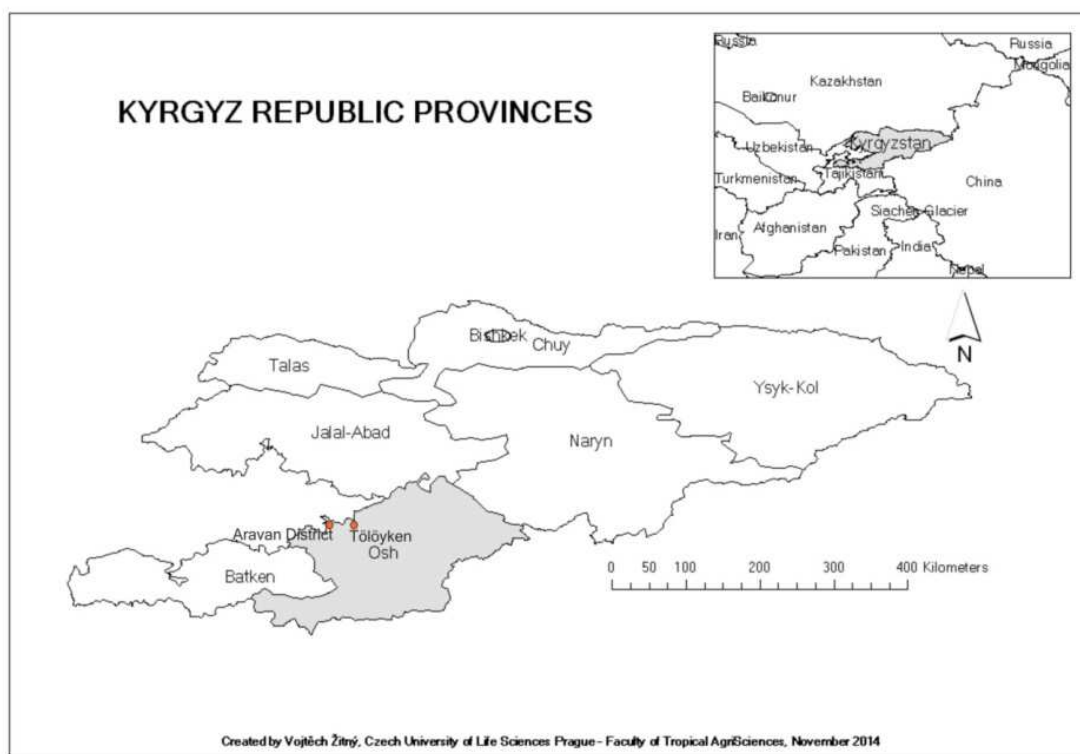 KYRGYZ REPUBLIC PROVINCES
Russia
Russia
Mongolia
Kazakhstan
Baikonur
Kyrgyzstan
Uzbekistan
Tajikistan
Turkmenistan
China
Siachen Glacier
Afghanistan
Iran
Pakistan
India
Nepal
N
Bishkek
Chuy
Talas
Ysyk-Kol
Jalal-Abad
Naryn
Aravan District
Tölöyken
Osh
Batken
0 50 100 200 300 400 Kilometers
Created by Vojtěch Žitný, Czech University of Life Sciences Prague - Faculty of Tropical AgriSciences, November 2014